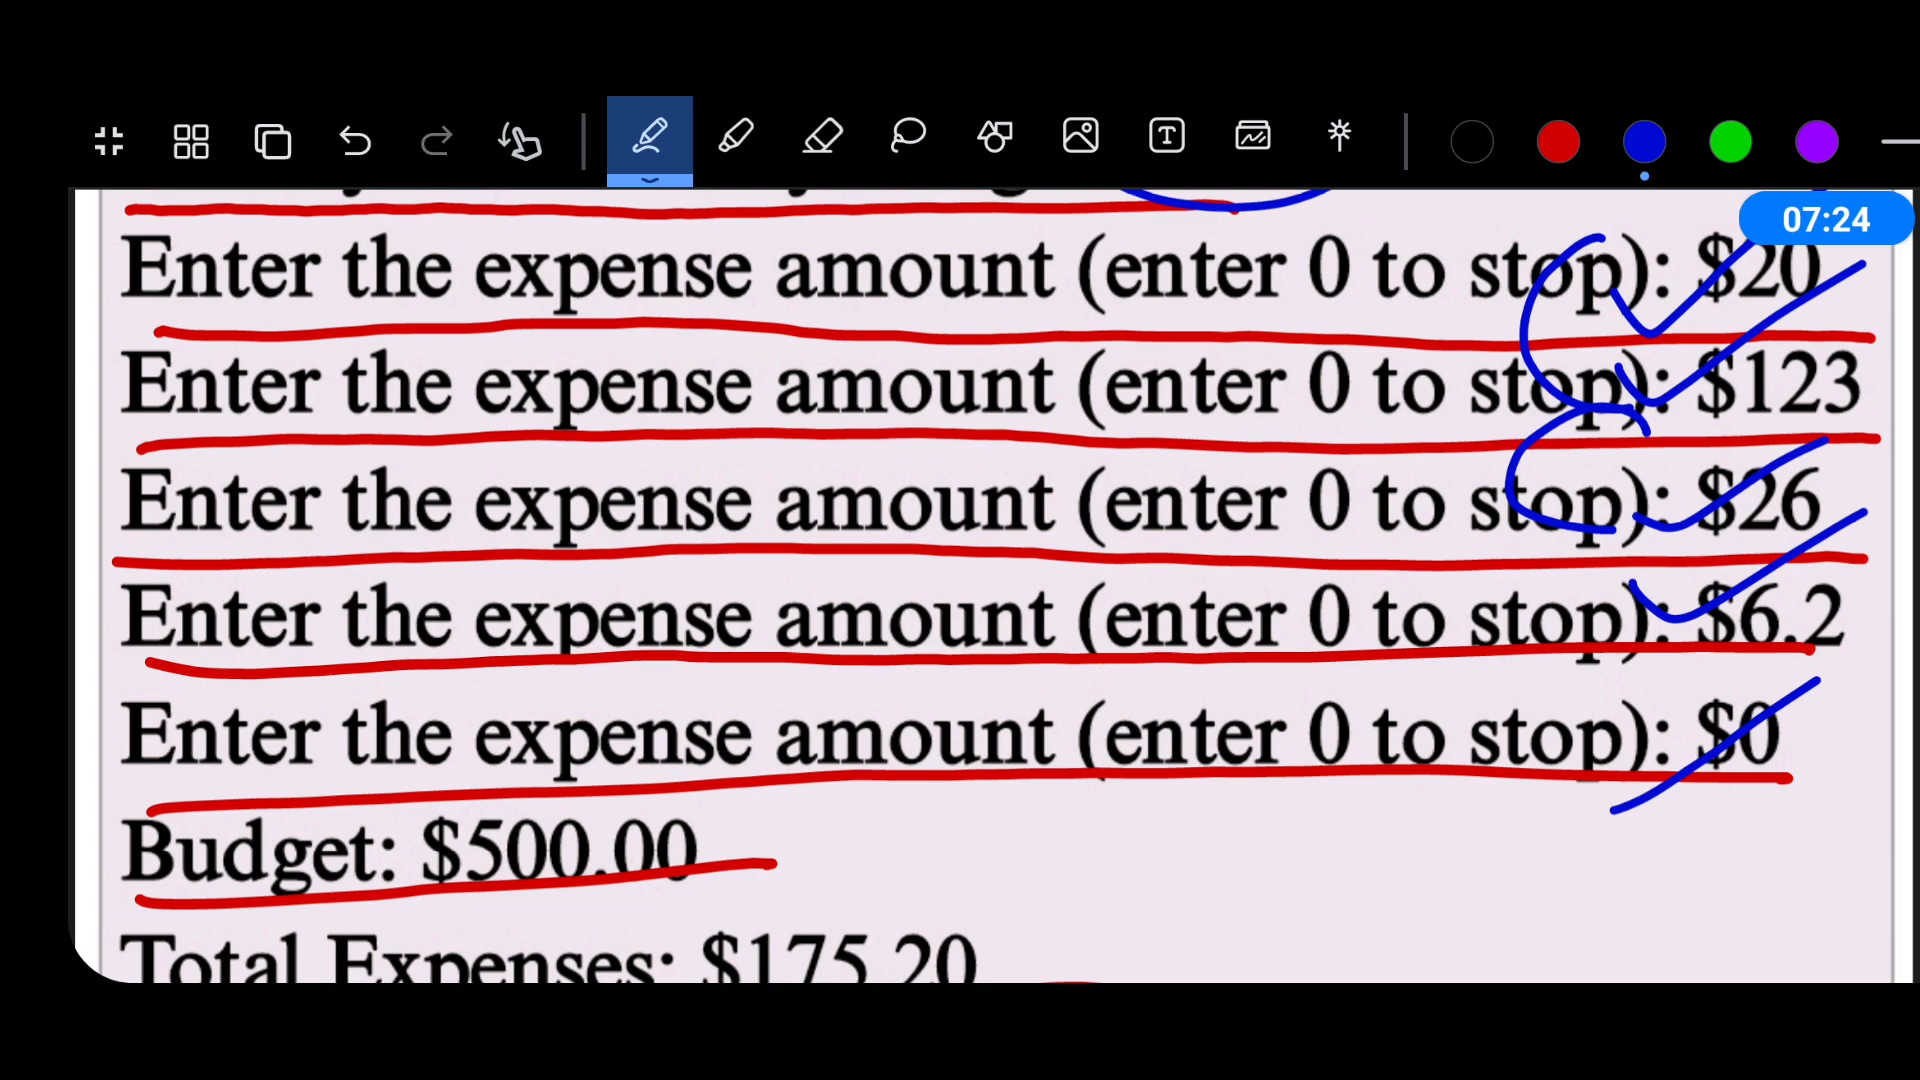 07:24
Enter the expense amount (enter 0 to stop): $20
Enter the expense amount (enter 0 to stop): $123
Enter the expense amount (enter 0 to stop): $26
Enter the expense amount (enter 0 to stop): $6.2
Enter the expense amount (enter 0 to stop): $0
Budget: $500.00
Total Expenses: $175.20